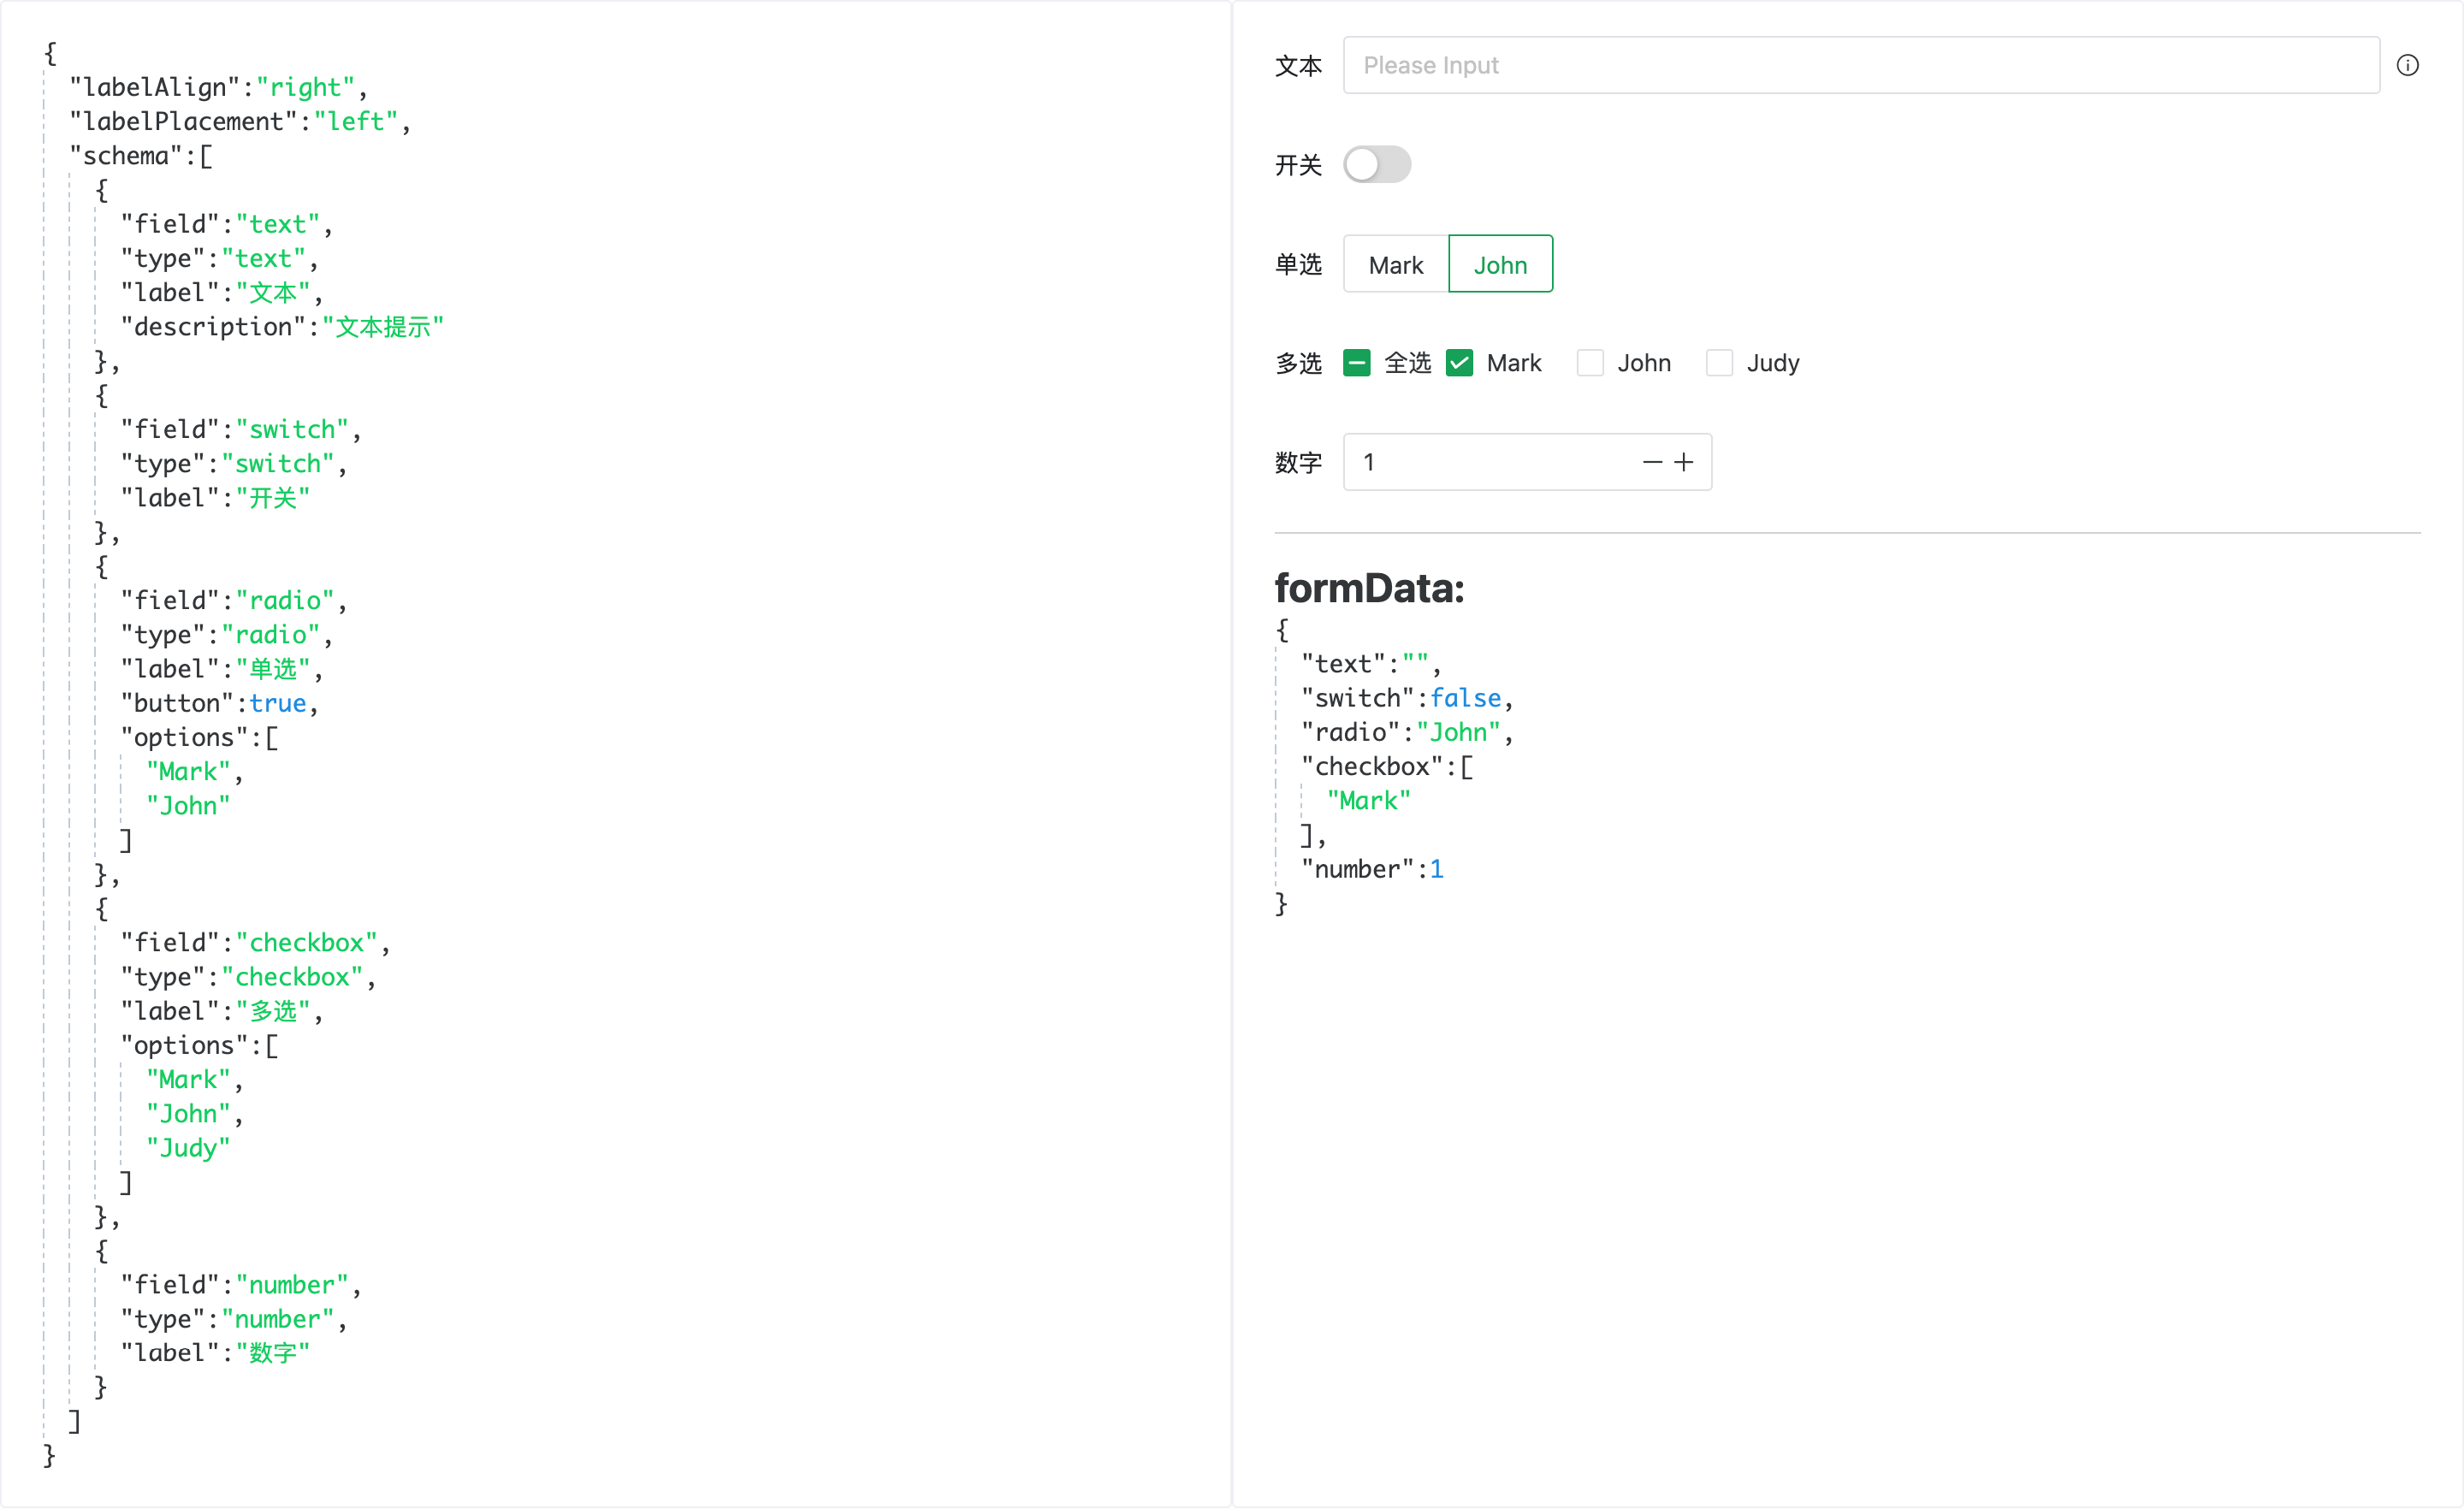 {
"labelAlign":"right",
"labelPlacement":"left",
"schema":[
{
"field":"text",
"type":"text",
"label":"文本",
"description":"文本提示"
},
{
"field":"switch",
"type":"switch",
"label":"开关"
},
{
"field":"radio",
"type":"radio",
"label":"单选",
"button":true,
"options":[
"Mark",
"John"
]
},
{
"field":"checkbox",
"type":"checkbox",
"label":"多选",
"options":[
"Mark",
"John",
"Judy"
]
},
{
"field":"number",
"type":"number",
"label":"数字"
}
]
}
文本 Please Input
开关
单选 Mark John
多选 全选 Mark John Judy
数字 1
formData:
{
"text":"",
"switch":false,
"radio":"John",
"checkbox":[
"Mark"
],
"number":1
}